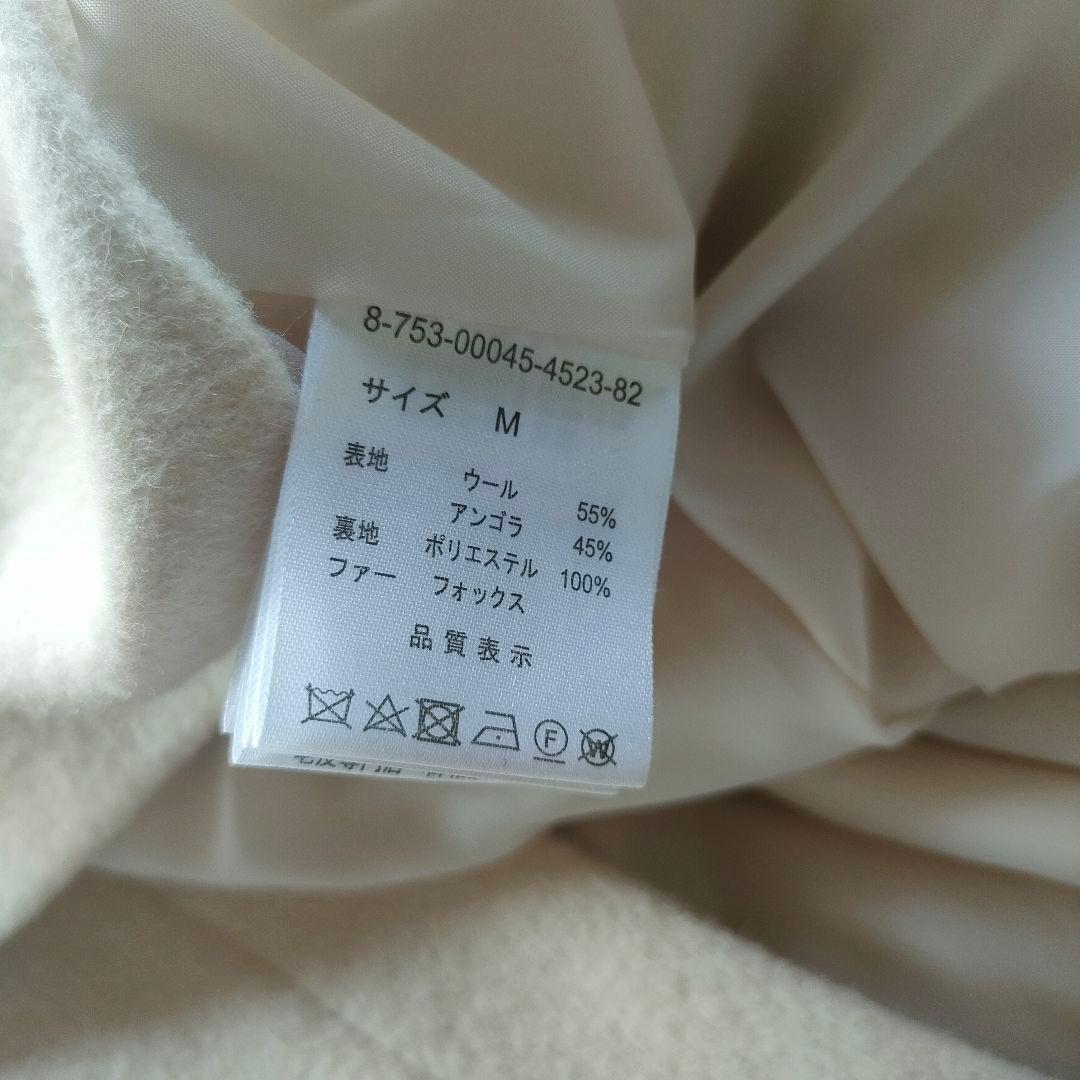 8-753-00045-4523-82
サイズ M
表地 ウール 55%
アンゴラ 45%
裏地 ポリエステル 100%
ファー フォックス
品質表示
F W